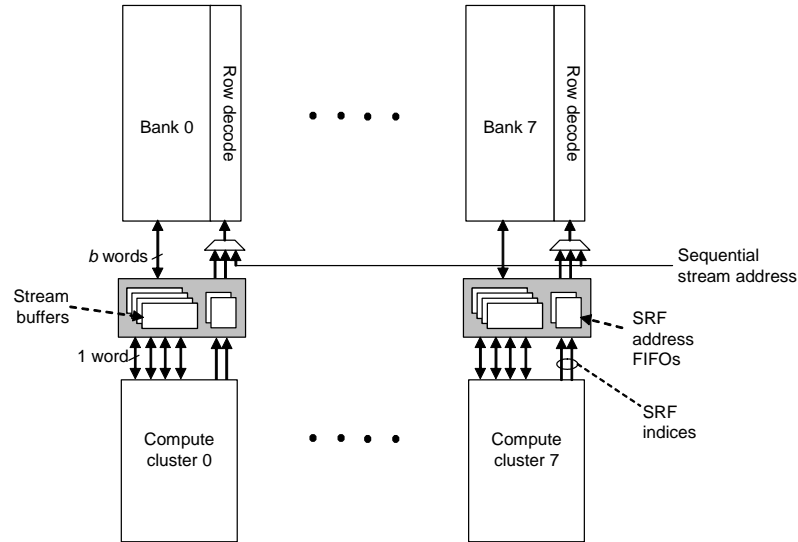 Bank 0
Row decode
Bank 7
Row decode
b words
Sequential
stream address
Stream
buffers
SRF
address
FIFOs
1 word
SRF
indices
Compute
cluster 0
Compute
cluster 7